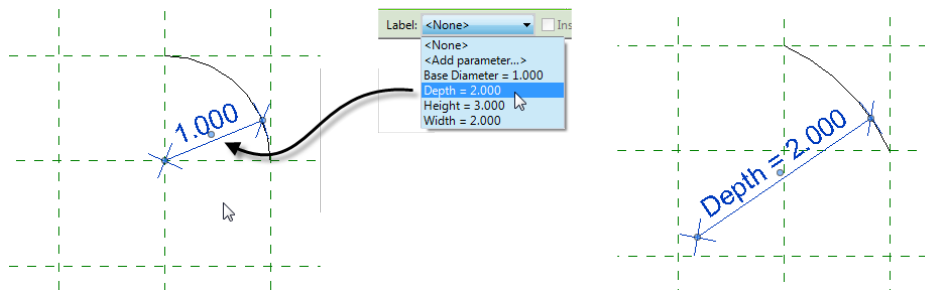 1.000
Label: <None> Ins
<None>
<Add parameter...>
Base Diameter = 1.000
Depth = 2.000
Height = 3.000
Width = 2.000
Depth = 2.000